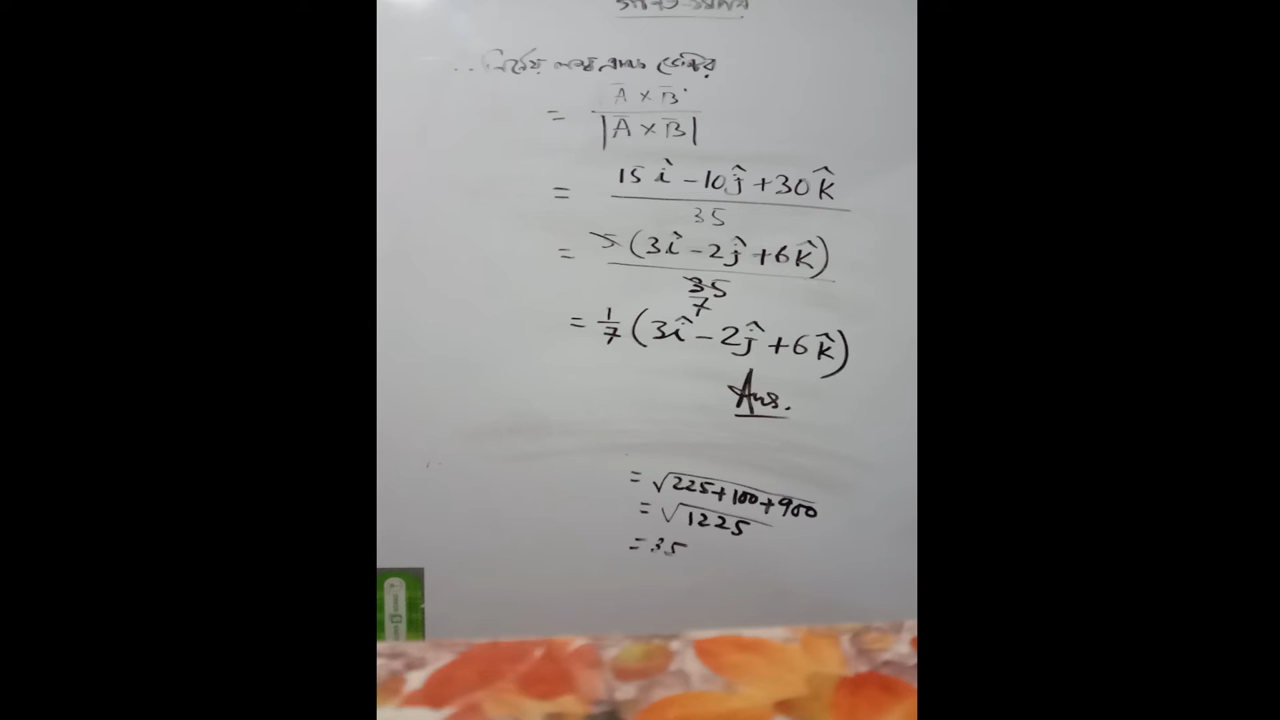 ∴ নির্ণেয় লম্ব একক ভেক্টর
= A̅ × B̅ / |A̅ × B̅|
= 15î - 10ĵ + 30k̂ / 35
= 5(3î - 2ĵ + 6k̂) / 35 7
= 1/7 (3î - 2ĵ + 6k̂)
Ans.
= √225+100+900
= √1225
= 35